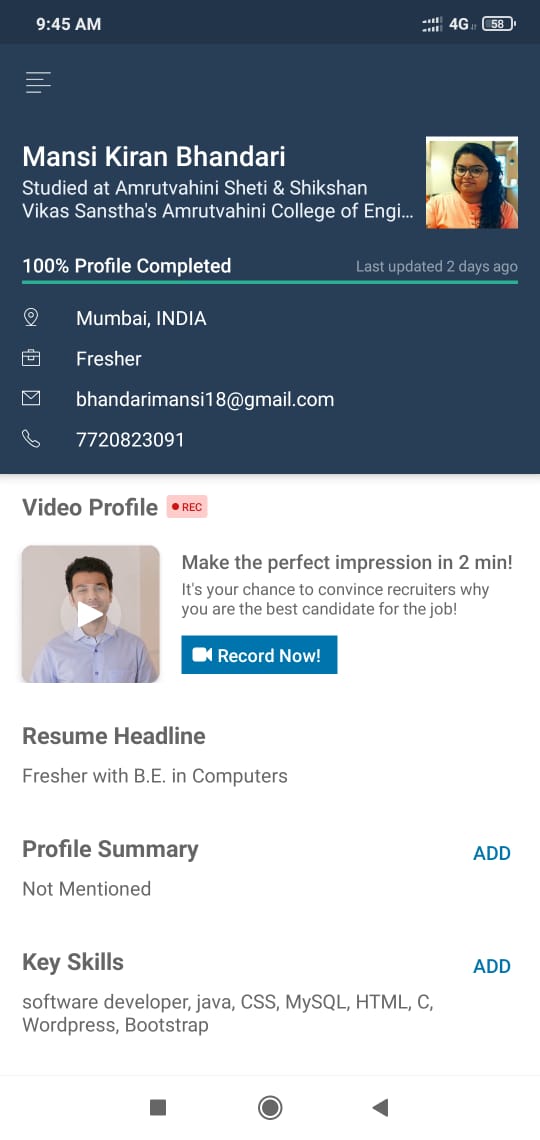 9:45 AM
4G
58
Mansi Kiran Bhandari
Studied at Amrutvahini Sheti & Shikshan
Vikas Sanstha's Amrutvahini College of Engi...
100% Profile Completed
Last updated 2 days ago
Mumbai, INDIA
Fresher
bhandarimansi18@gmail.com
7720823091
Video Profile
REC
Make the perfect impression in 2 min!
It's your chance to convince recruiters why
you are the best candidate for the job!
Record Now!
Resume Headline
Fresher with B.E. in Computers
Profile Summary
ADD
Not Mentioned
Key Skills
ADD
software developer, java, CSS, MySQL, HTML, C,
Wordpress, Bootstrap